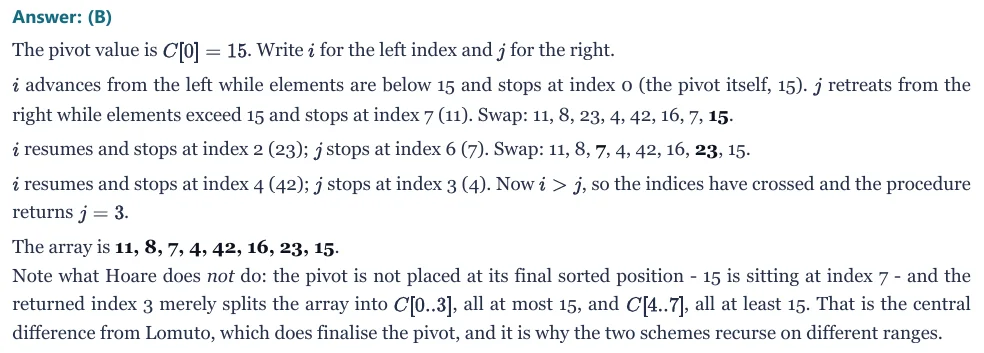 Answer: (B)
The pivot value is C[0] = 15. Write i for the left index and j for the right.
i advances from the left while elements are below 15 and stops at index 0 (the pivot itself, 15). j retreats from the
right while elements exceed 15 and stops at index 7 (11). Swap: 11, 8, 23, 4, 42, 16, 7, 15.
i resumes and stops at index 2 (23); j stops at index 6 (7). Swap: 11, 8, 7, 4, 42, 16, 23, 15.
i resumes and stops at index 4 (42); j stops at index 3 (4). Now i > j, so the indices have crossed and the procedure
returns j = 3.
The array is 11, 8, 7, 4, 42, 16, 23, 15.
Note what Hoare does not do: the pivot is not placed at its final sorted position - 15 is sitting at index 7 - and the
returned index 3 merely splits the array into C[0..3], all at most 15, and C[4..7], all at least 15. That is the central
difference from Lomuto, which does finalise the pivot, and it is why the two schemes recurse on different ranges.